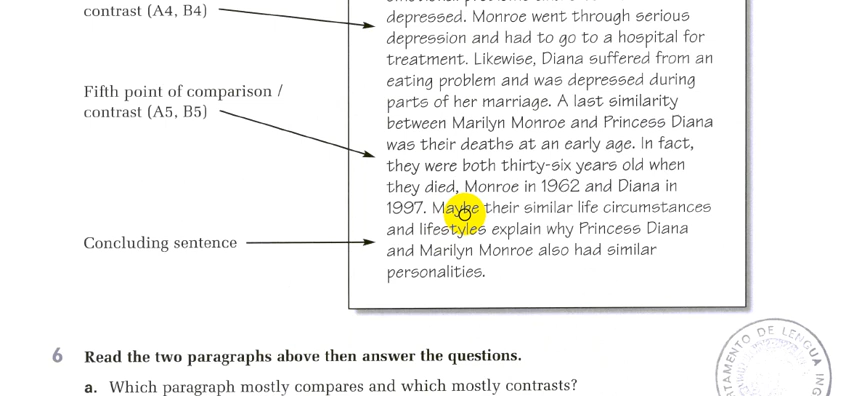 contrast (A4, B4)
depressed. Monroe went through serious
depression and had to go to a hospital for
treatment. Likewise, Diana suffered from an
eating problem and was depressed during
parts of her marriage. A last similarity
between Marilyn Monroe and Princess Diana
was their deaths at an early age. In fact,
they were both thirty-six years old when
they died, Monroe in 1962 and Diana in
1997. Maybe their similar life circumstances
and lifestyles explain why Princess Diana
and Marilyn Monroe also had similar
personalities.
Fifth point of comparison /
contrast (A5, B5)
Concluding sentence
6 Read the two paragraphs above then answer the questions.
a. Which paragraph mostly compares and which mostly contrasts?
TAMENTO DE LENGUA ING